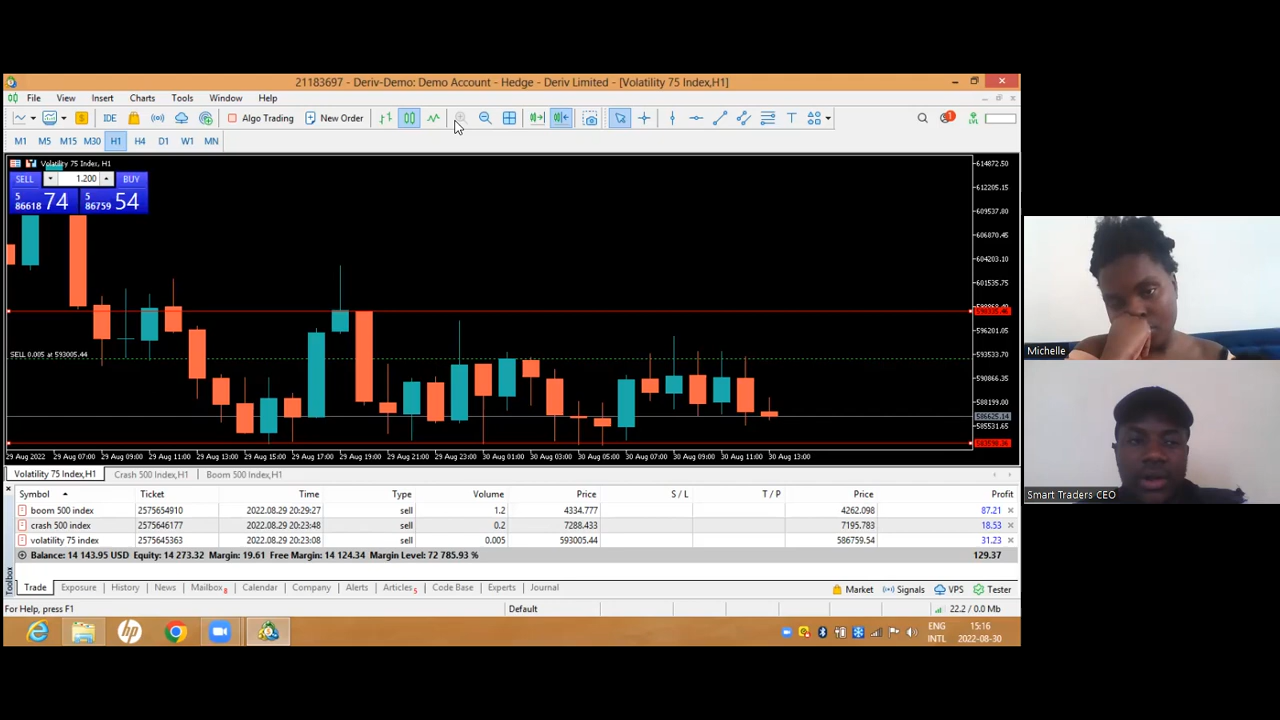 21183697 - Deriv-Demo: Demo Account - Hedge - Deriv Limited - [Volatility 75 Index,H1]
File View Insert Charts Tools Window Help
IDE Algo Trading New Order
M1 M5 M15 M30 H1 H4 D1 W1 MN
Volatility 75 Index, H1
SELL 1.200 BUY
5 86618 74 5 86759 54
614872.50
612205.15
609537.80
606870.45
604203.10
601535.75
596201.05
593533.70
SELL 0.005 at 593005.44
590866.35
588199.00
586625.14
585531.65
29 Aug 2022 29 Aug 07:00 29 Aug 09:00 29 Aug 11:00 29 Aug 13:00 29 Aug 15:00 29 Aug 17:00 29 Aug 19:00 29 Aug 21:00 29 Aug 23:00 30 Aug 01:00 30 Aug 03:00 30 Aug 05:00 30 Aug 07:00 30 Aug 09:00 30 Aug 11:00 30 Aug 13:00
Volatility 75 Index,H1 Crash 500 Index,H1 Boom 500 Index,H1
Symbol Ticket Time Type Volume Price S / L T / P Price Profit
boom 500 index 2575654910 2022.08.29 20:29:27 sell 1.2 4334.777 4262.098 87.21
crash 500 index 2575646177 2022.08.29 20:23:48 sell 0.2 7288.433 7195.783 18.53
volatility 75 index 2575645363 2022.08.29 20:23:08 sell 0.005 593005.44 586759.54 31.23
Balance: 14 143.95 USD Equity: 14 273.32 Margin: 19.61 Free Margin: 14 124.34 Margin Level: 72 785.93 % 129.37
Toolbox
Trade Exposure History News Mailbox 8 Calendar Company Alerts Articles 5 Code Base Experts Journal
Market Signals VPS Tester
For Help, press F1 Default 22.2 / 0.0 Mb
ENG 15:16
INTL 2022-08-30
Michelle
Smart Traders CEO